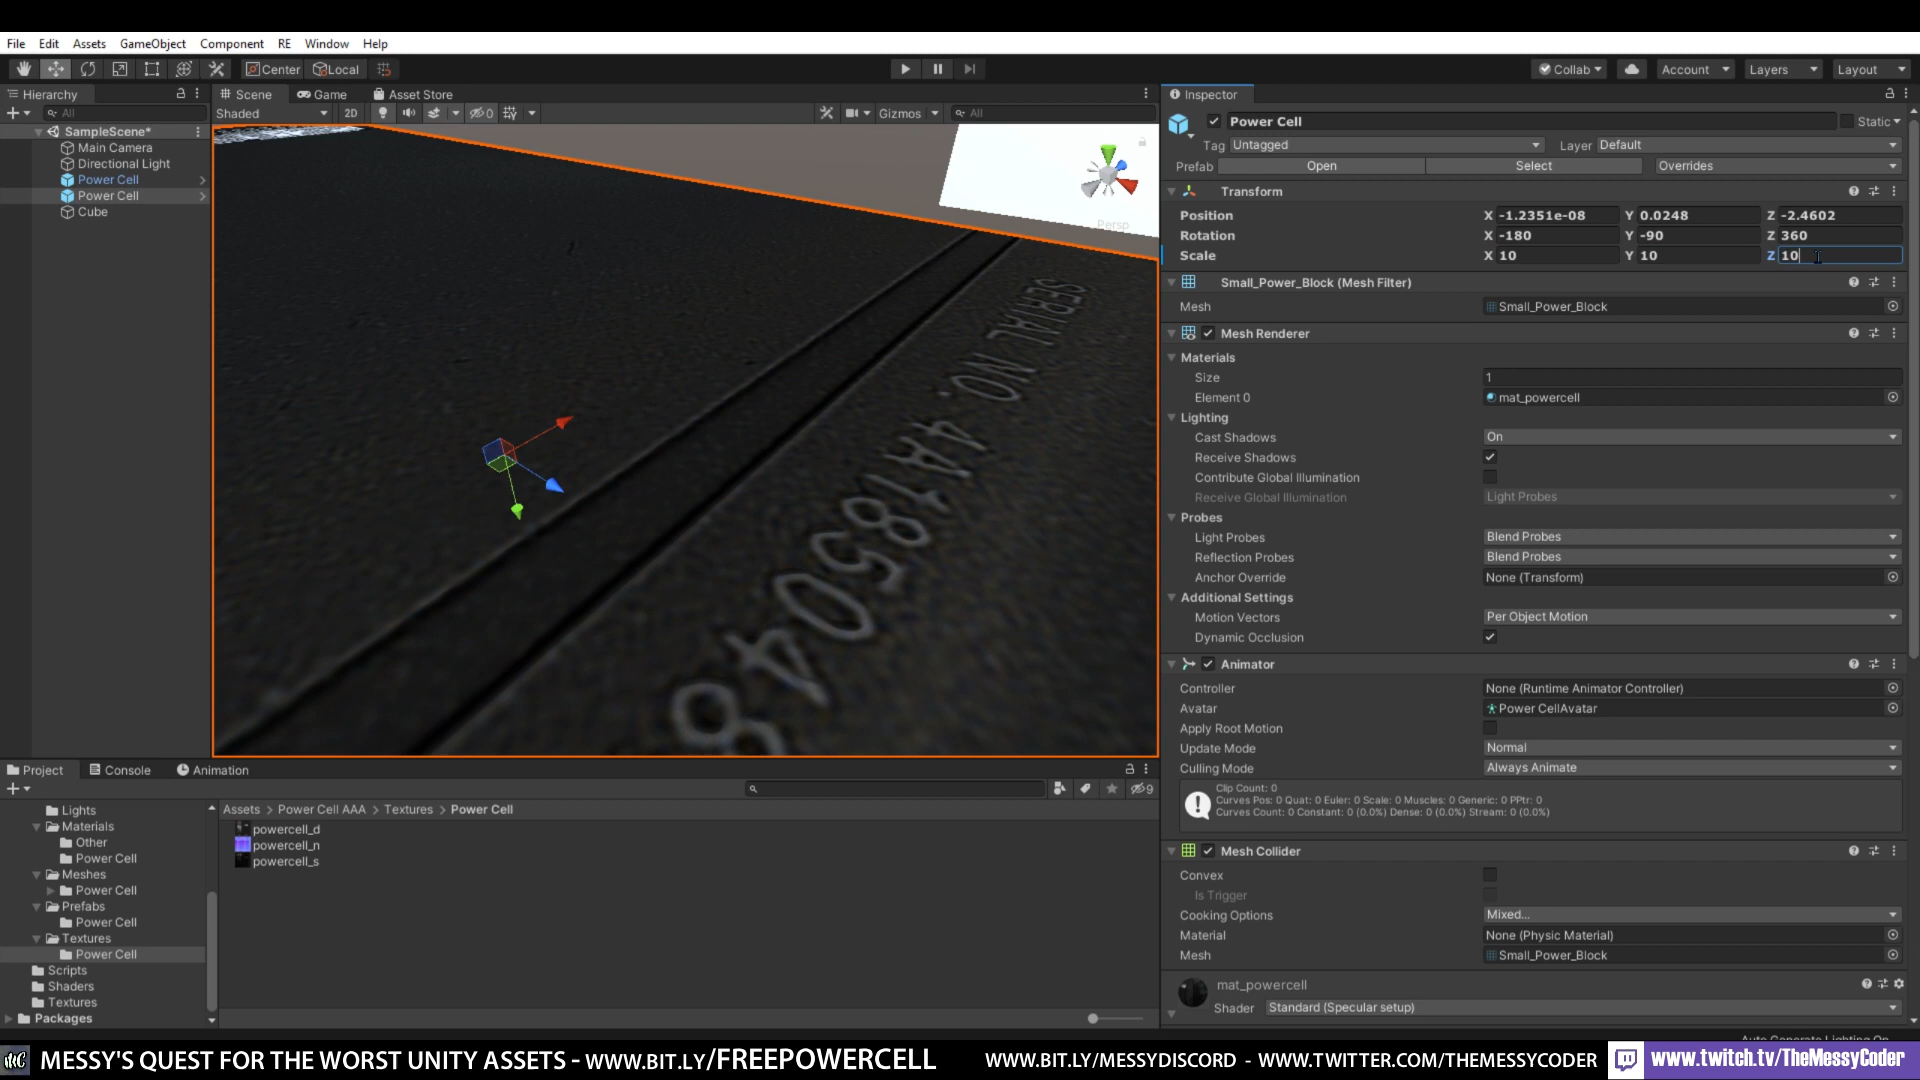 File Edit Assets GameObject Component RE Window Help
Center Local Collab Account Layers Layout
Hierarchy
All
SampleScene*
Main Camera
Directional Light
Power Cell
Power Cell
Cube
Scene Game Asset Store
Shaded 2D 0 Gizmos All
Persp
SERIAL NO. 4A1785048
Inspector
Power Cell Static
Tag Untagged Layer Default
Prefab Open Select Overrides
Transform
Position X -1.2351e-08 Y 0.0248 Z -2.4602
Rotation X -180 Y -90 Z 360
Scale X 10 Y 10 Z 10
Small_Power_Block (Mesh Filter)
Mesh Small_Power_Block
Mesh Renderer
Materials
Size 1
Element 0 mat_powercell
Lighting
Cast Shadows On
Receive Shadows
Contribute Global Illumination
Receive Global Illumination Light Probes
Probes
Light Probes Blend Probes
Reflection Probes Blend Probes
Anchor Override None (Transform)
Additional Settings
Motion Vectors Per Object Motion
Dynamic Occlusion
Animator
Controller None (Runtime Animator Controller)
Avatar Power CellAvatar
Apply Root Motion
Update Mode Normal
Culling Mode Always Animate
Clip Count: 0
Curves Pos: 0 Quat: 0 Euler: 0 Scale: 0 Muscles: 0 Generic: 0 PPtr: 0
Curves Count: 0 Constant: 0 (0.0%) Dense: 0 (0.0%) Stream: 0 (0.0%)
Mesh Collider
Convex
Is Trigger
Cooking Options Mixed...
Material None (Physic Material)
Mesh Small_Power_Block
mat_powercell
Shader Standard (Specular setup)
Project Console Animation
9
Lights
Materials
Other
Power Cell
Meshes
Power Cell
Prefabs
Power Cell
Textures
Power Cell
Scripts
Shaders
Textures
Packages
Assets > Power Cell AAA > Textures > Power Cell
powercell_d
powercell_n
powercell_s
Auto Generate Lighting On
MESSY'S QUEST FOR THE WORST UNITY ASSETS - WWW.BIT.LY/FREEPOWERCELL WWW.BIT.LY/MESSYDISCORD - WWW.TWITTER.COM/THEMESSYCODER www.twitch.tv/TheMessyCoder